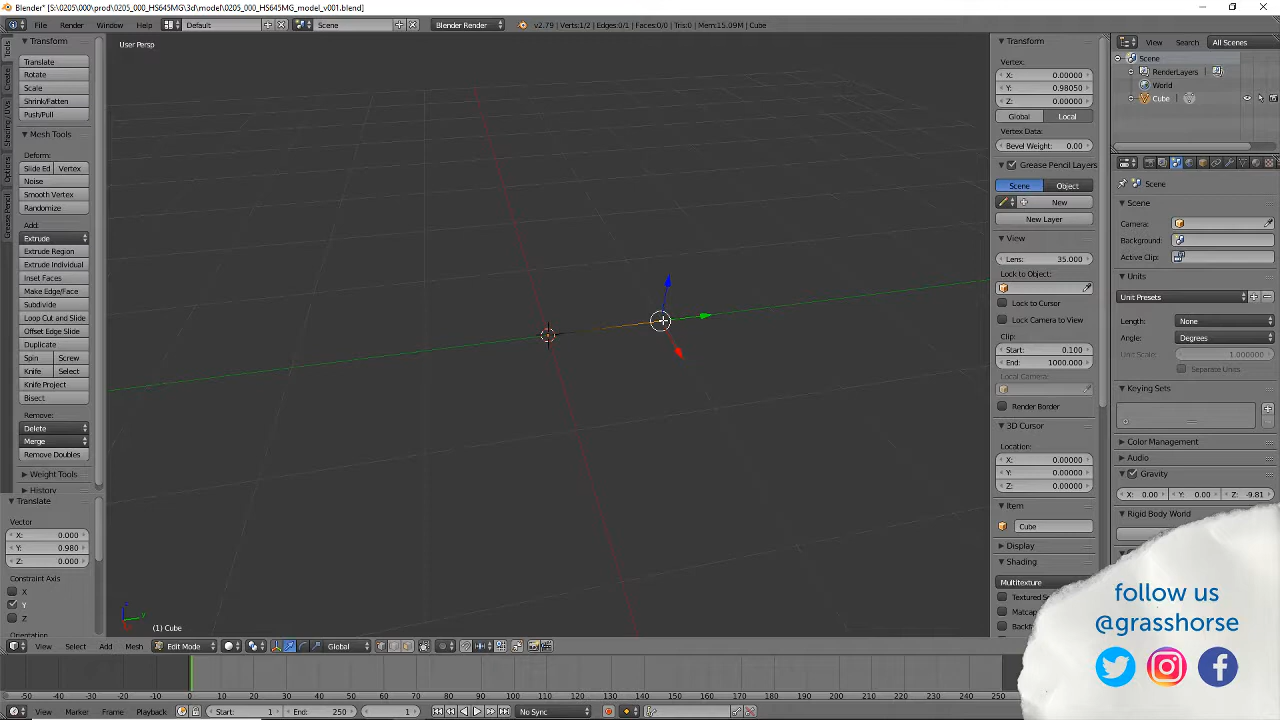 Blender* [S:\0205\000\prod\0205_000_HS645MG\3d\model\0205_000_HS645MG_model_v001.blend]
File Render Window Help Default Scene Blender Render v2.79 | Verts:1/2 | Edges:0/1 | Faces:0/0 | Tris:0 | Mem:15.09M | Cube
View Search All Scenes
Tools
Create
Shading / UVs
Options
Grease Pencil
Transform
Translate
Rotate
Scale
Shrink/Fatten
Push/Pull
Mesh Tools
Deform:
Slide Ed Vertex
Noise
Smooth Vertex
Randomize
Add:
Extrude
Extrude Region
Extrude Individual
Inset Faces
Make Edge/Face
Subdivide
Loop Cut and Slide
Offset Edge Slide
Duplicate
Spin Screw
Knife Select
Knife Project
Bisect
Remove:
Delete
Merge
Remove Doubles
Weight Tools
History
Translate
Vector
X: 0.000
Y: 0.980
Z: 0.000
Constraint Axis
X
Y
Z
Orientation
User Persp
(1) Cube
Transform
Vertex:
X: 0.00000
Y: 0.98050
Z: 0.00000
Global Local
Vertex Data:
Bevel Weight: 0.00
Grease Pencil Layers
Scene Object
New
New Layer
View
Lens: 35.000
Lock to Object:
Lock to Cursor
Lock Camera to View
Clip:
Start: 0.100
End: 1000.000
Local Camera:
Render Border
3D Cursor
Location:
X: 0.00000
Y: 0.00000
Z: 0.00000
Item
Cube
Display
Shading
Multitexture
Textured S
Matcap
Backf
Scene
RenderLayers
World
Cube
Scene
Scene
Camera:
Background:
Active Clip:
Units
Unit Presets
Length: None
Angle: Degrees
Unit Scale: 1.000000
Separate Units
Keying Sets
Color Management
Audio
Gravity
X: 0.00 Y: 0.00 Z: -9.81
Rigid Body World
follow us
@grasshorse
View Select Add Mesh Edit Mode Global
-50 -40 -30 -20 -10 0 10 20 30 40 50 60 70 80 90 100 110 120 130 140 150 160 170 180 190 200 210 220 230 240 250
View Marker Frame Playback Start: 1 End: 250 1 No Sync